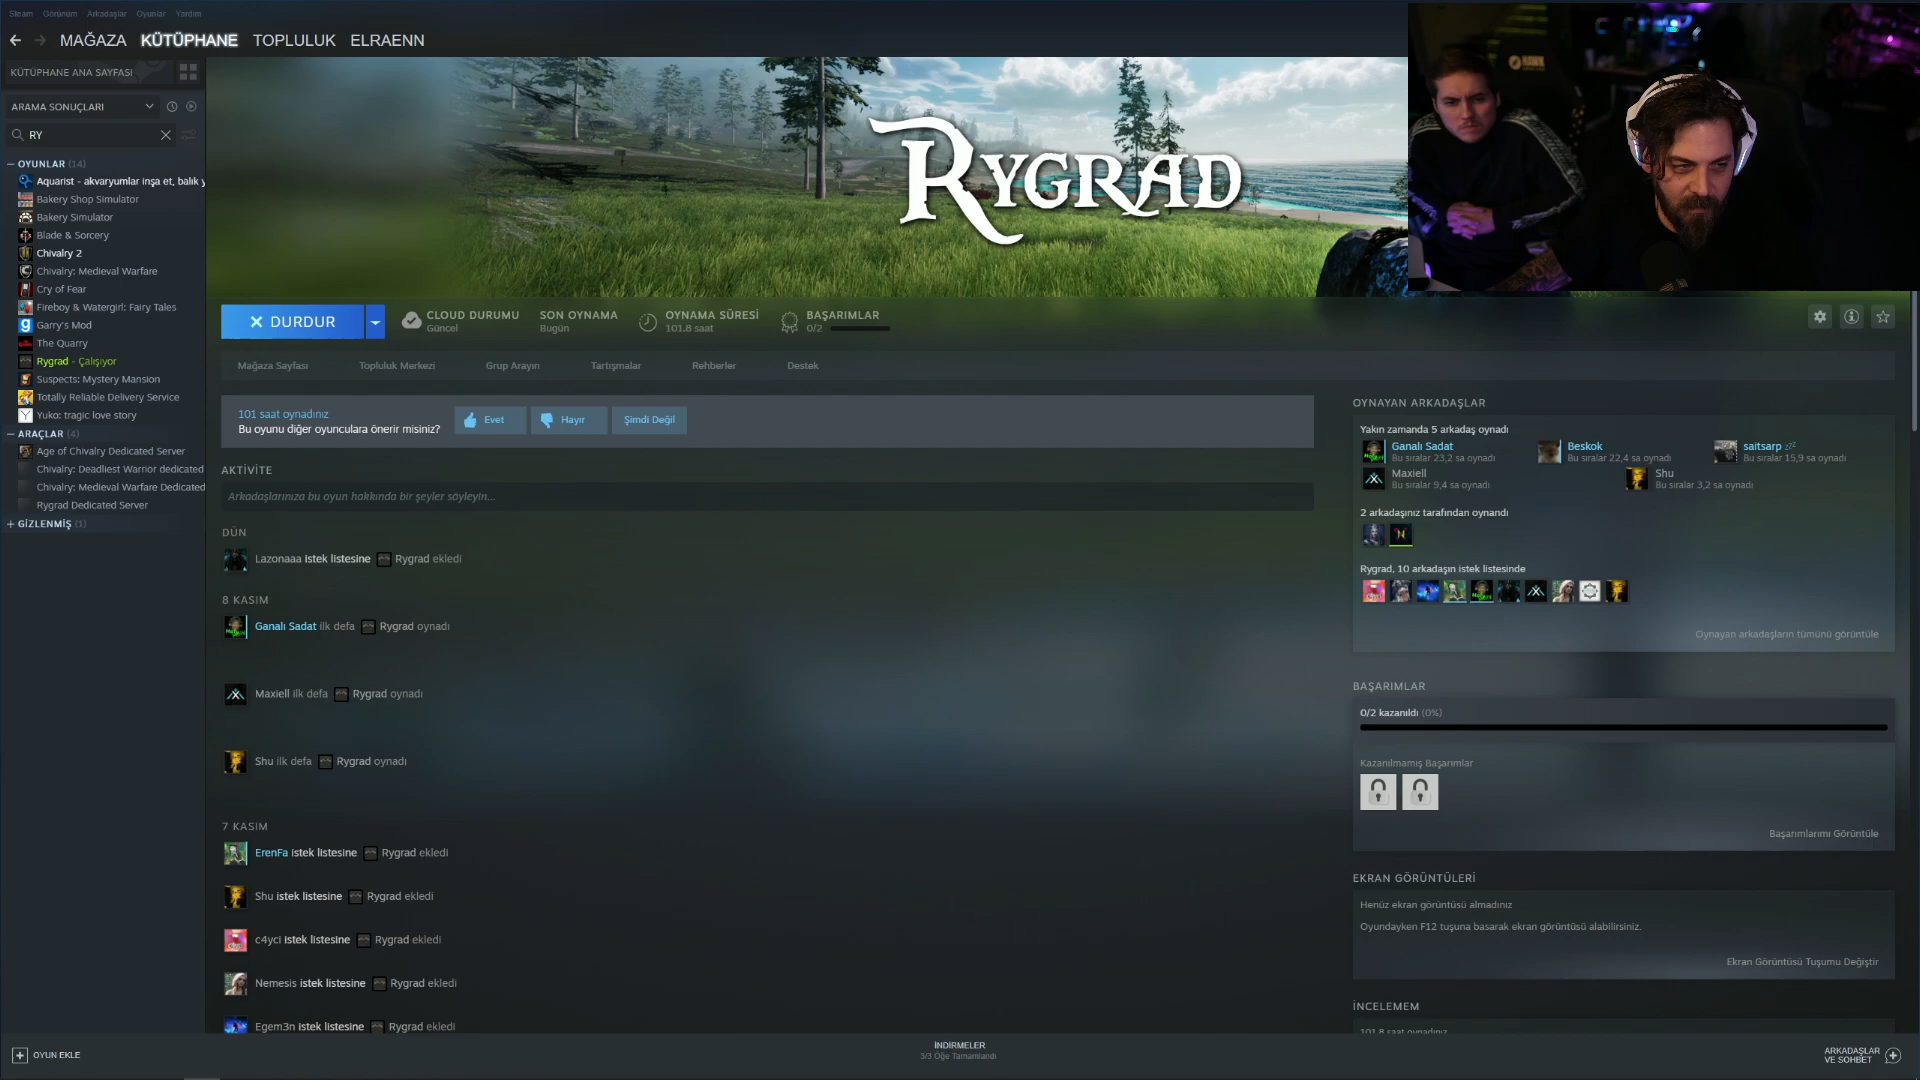 Steam Görünüm Arkadaşlar Oyunlar Yardım
MAĞAZA KÜTÜPHANE TOPLULUK ELRAENN
KÜTÜPHANE ANA SAYFASI
ARAMA SONUÇLARI
RY
OYUNLAR (14)
Aquarist - akvaryumlar inşa et, balık y
Bakery Shop Simulator
Bakery Simulator
Blade & Sorcery
Chivalry 2
Chivalry: Medieval Warfare
Cry of Fear
Fireboy & Watergirl: Fairy Tales
Garry's Mod
The Quarry
Rygrad - Çalışıyor
Suspects: Mystery Mansion
Totally Reliable Delivery Service
Yuko: tragic love story
ARAÇLAR (4)
Age of Chivalry Dedicated Server
Chivalry: Deadliest Warrior dedicated
Chivalry: Medieval Warfare Dedicated
Rygrad Dedicated Server
GİZLENMİŞ (1)
OYUN EKLE
RYGRAD
DURDUR
CLOUD DURUMU
Güncel
SON OYNAMA
Bugün
OYNAMA SÜRESİ
101.8 saat
BAŞARIMLAR
0/2
Mağaza Sayfası Topluluk Merkezi Grup Arayın Tartışmalar Rehberler Destek
101 saat oynadınız
Bu oyunu diğer oyunculara önerir misiniz?
Evet Hayır Şimdi Değil
AKTİVİTE
Arkadaşlarınıza bu oyun hakkında bir şeyler söyleyin...
DÜN
Lazonaaa istek listesine Rygrad ekledi
8 KASIM
Ganalı Sadat ilk defa Rygrad oynadı
Maxiell ilk defa Rygrad oynadı
Shu ilk defa Rygrad oynadı
7 KASIM
ErenFa istek listesine Rygrad ekledi
Shu istek listesine Rygrad ekledi
c4yci istek listesine Rygrad ekledi
Nemesis istek listesine Rygrad ekledi
Egem3n istek listesine Rygrad ekledi
OYNAYAN ARKADAŞLAR
Yakın zamanda 5 arkadaş oynadı
Ganalı Sadat
Bu sıralar 23,2 sa oynadı
Beskok
Bu sıralar 22,4 sa oynadı
saitsarp zzz
Bu sıralar 15,9 sa oynadı
Maxiell
Bu sıralar 9,4 sa oynadı
Shu
Bu sıralar 3,2 sa oynadı
2 arkadaşınız tarafından oynandı
Rygrad, 10 arkadaşın istek listesinde
Oynayan arkadaşların tümünü görüntüle
BAŞARIMLAR
0/2 kazanıldı (0%)
Kazanılmamış Başarımlar
Başarımlarımı Görüntüle
EKRAN GÖRÜNTÜLERİ
Henüz ekran görüntüsü almadınız
Oyundayken F12 tuşuna basarak ekran görüntüsü alabilirsiniz.
Ekran Görüntüsü Tuşumu Değiştir
İNCELEMEM
101.8 saat oynadınız
İNDİRMELER
3/3 Öğe Tamamlandı
ARKADAŞLAR
VE SOHBET